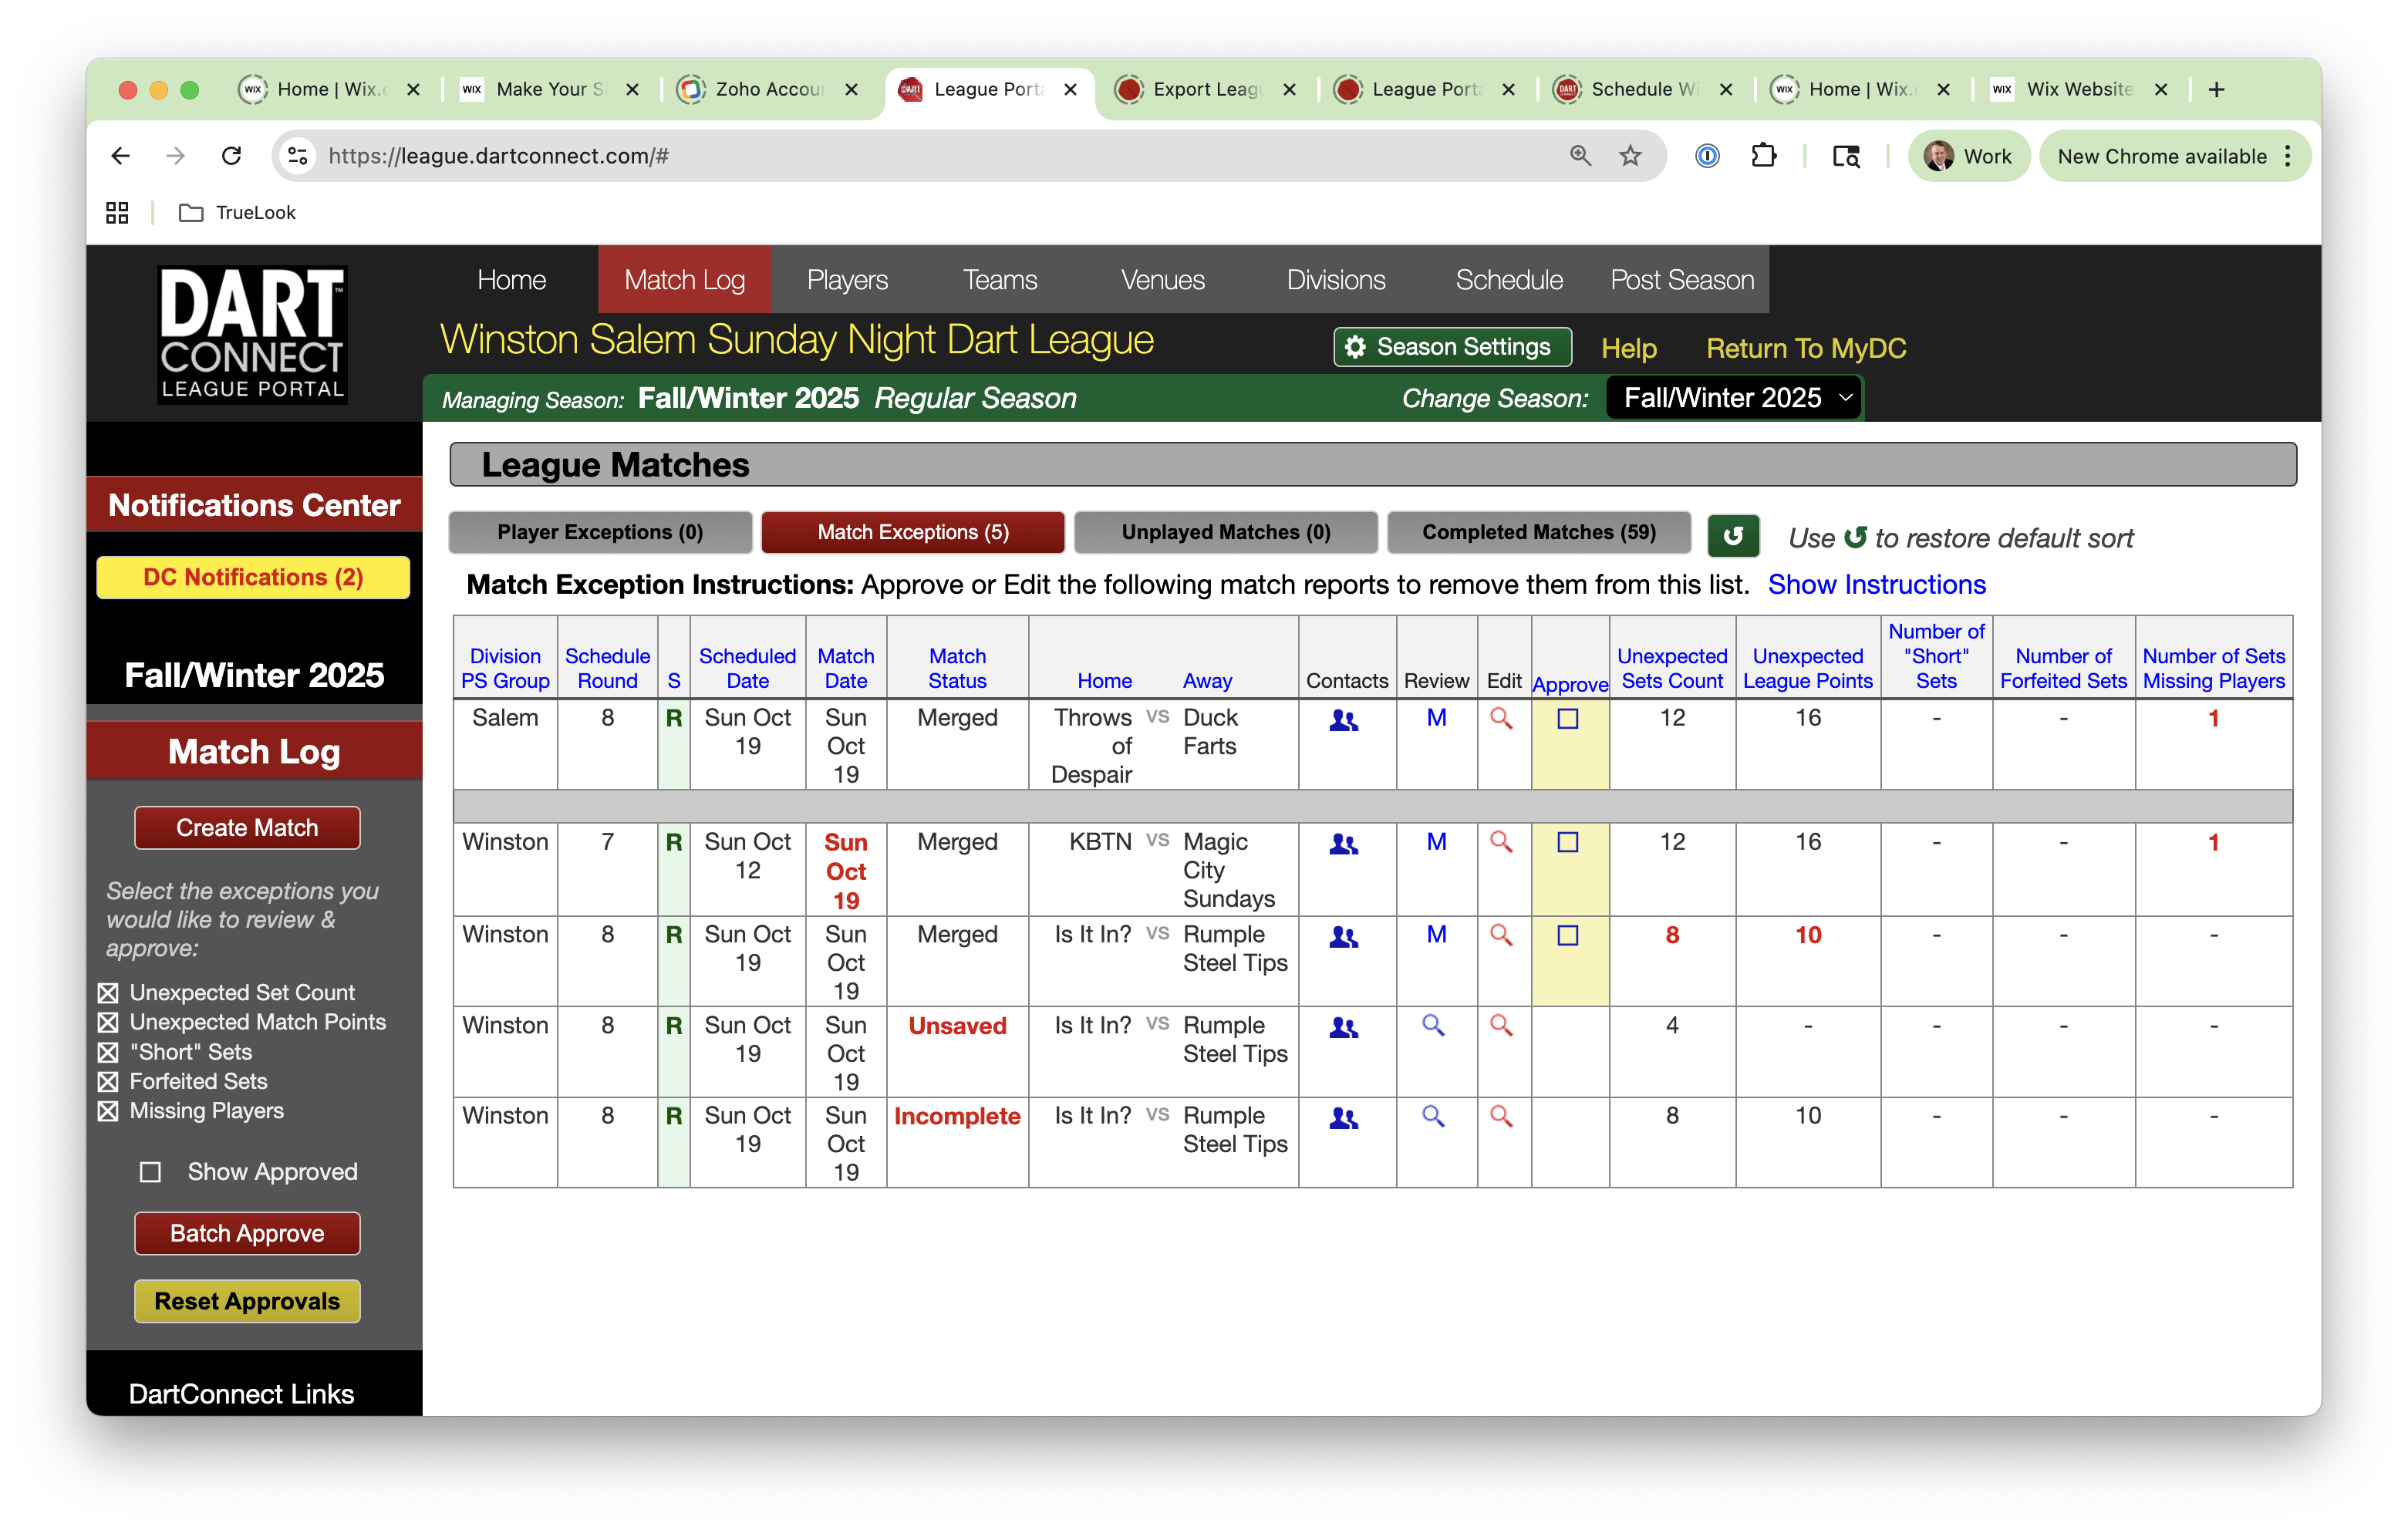 Home | Wix.
Make Your S
Zoho Accou
League Port
Export Leag
League Port
Schedule W
Home | Wix.
Wix Website
https://league.dartconnect.com/#
Work
New Chrome available
TrueLook
DART
CONNECT
LEAGUE PORTAL
Home Match Log Players Teams Venues Divisions Schedule Post Season
Winston Salem Sunday Night Dart League
Season Settings Help Return To MyDC
Managing Season: Fall/Winter 2025 Regular Season
Change Season: Fall/Winter 2025
Notifications Center
DC Notifications (2)
Fall/Winter 2025
Match Log
Create Match
Select the exceptions you
would like to review &
approve:
Unexpected Set Count
Unexpected Match Points
"Short" Sets
Forfeited Sets
Missing Players
Show Approved
Batch Approve
Reset Approvals
DartConnect Links
League Matches
Player Exceptions (0) Match Exceptions (5) Unplayed Matches (0) Completed Matches (59) Use ↺ to restore default sort
Match Exception Instructions: Approve or Edit the following match reports to remove them from this list. Show Instructions
Division PS Group Schedule Round S Scheduled Date Match Date Match Status Home Away Contacts Review Edit Approve Unexpected Sets Count Unexpected League Points Number of "Short" Sets Number of Forfeited Sets Number of Sets Missing Players
Salem 8 R Sun Oct 19 Sun Oct 19 Merged Throws of Despair VS Duck Farts M 12 16 - - 1
Winston 7 R Sun Oct 12 Sun Oct 19 Merged KBTN VS Magic City Sundays M 12 16 - - 1
Winston 8 R Sun Oct 19 Sun Oct 19 Merged Is It In? VS Rumple Steel Tips M 8 10 - - -
Winston 8 R Sun Oct 19 Sun Oct 19 Unsaved Is It In? VS Rumple Steel Tips 4 - - - -
Winston 8 R Sun Oct 19 Sun Oct 19 Incomplete Is It In? VS Rumple Steel Tips 8 10 - - -